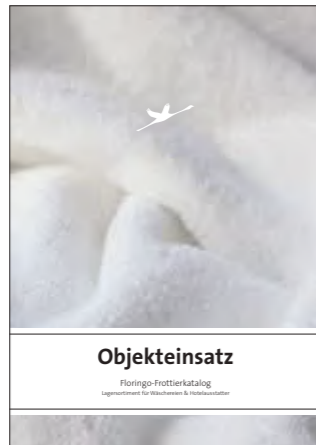 Objekteinsatz
Floringo-Frottierkatalog
Lagersortiment für Wäschereien & Hotelausstatter